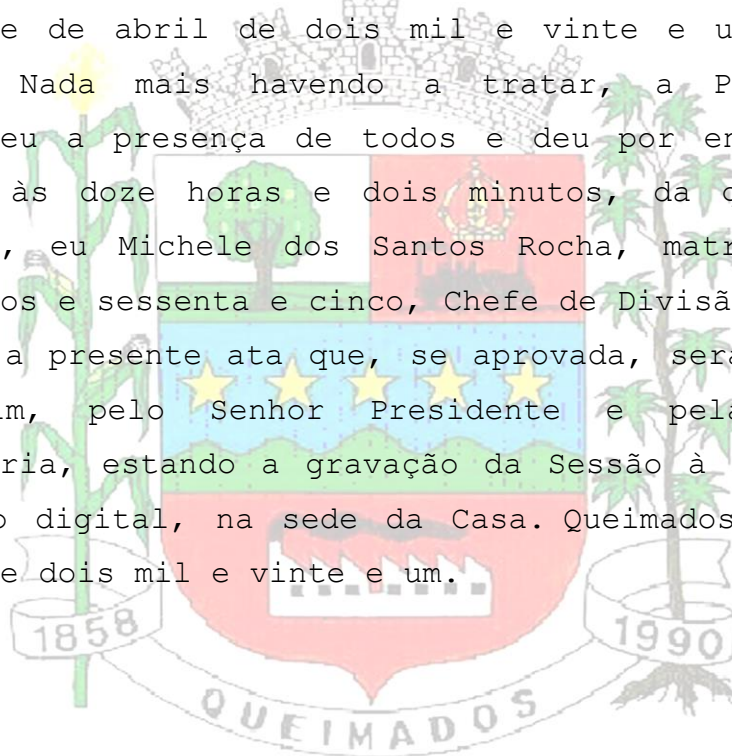 e de abril de dois mil e vinte e u
Nada mais havendo a tratar, a P
eu a presença de todos e deu por en
às doze horas e dois minutos, da
, eu Michele dos Santos Rocha, matr
os e sessenta e cinco, Chefe de Divisã
a presente ata que, se aprovada, será
m, pelo Senhor Presidente e pela
ria, estando a gravação da Sessão à
o digital, na sede da Casa. Queimados
e dois mil e vinte e um.
1858
1990
QUEIMADOS